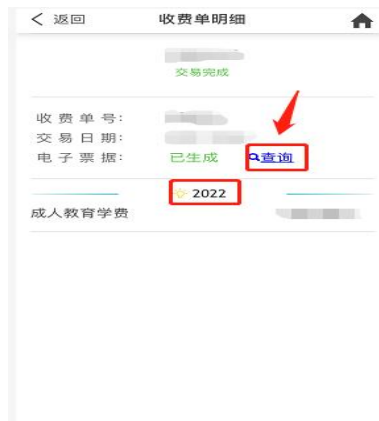 返回 收费单明细
交易完成
收费单号:
交易日期:
电子票据: 已生成 查询
2022
成人教育学费